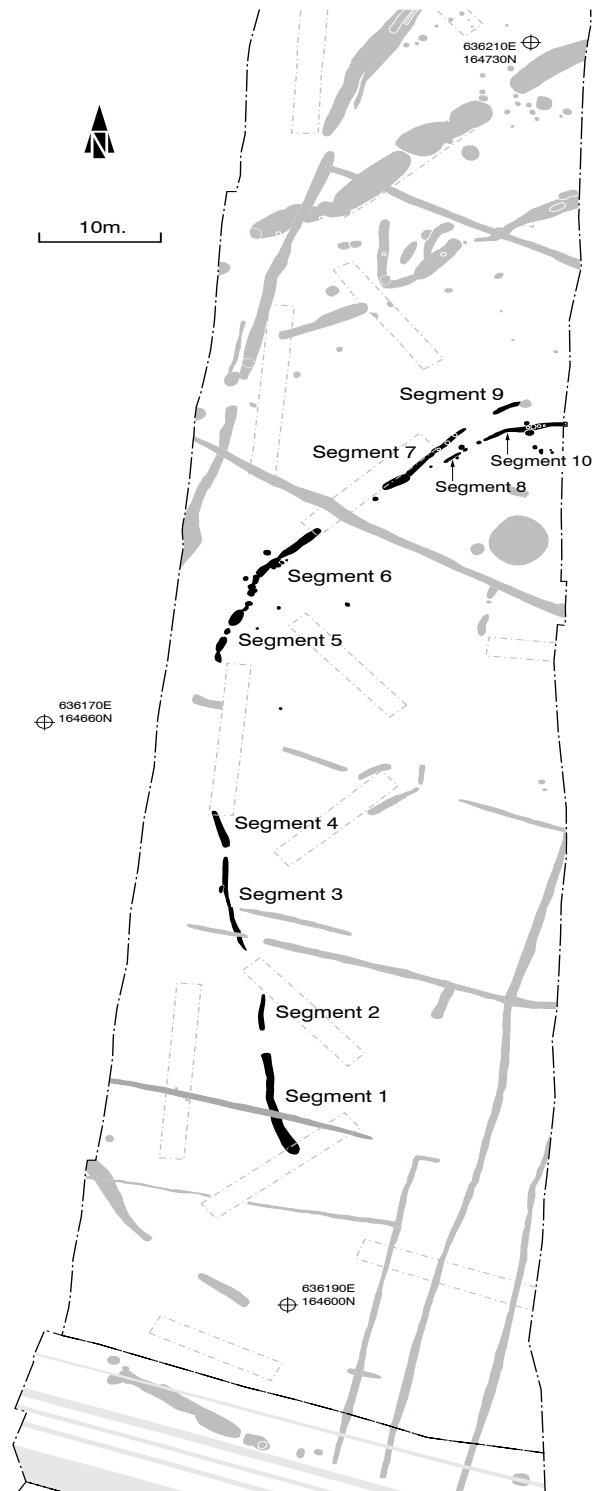 636210E
164730N
N
10m.
Segment 9
Segment 7
Segment 10
Segment 8
Segment 6
Segment 5
636170E
164660N
Segment 4
Segment 3
Segment 2
Segment 1
636190E
164600N